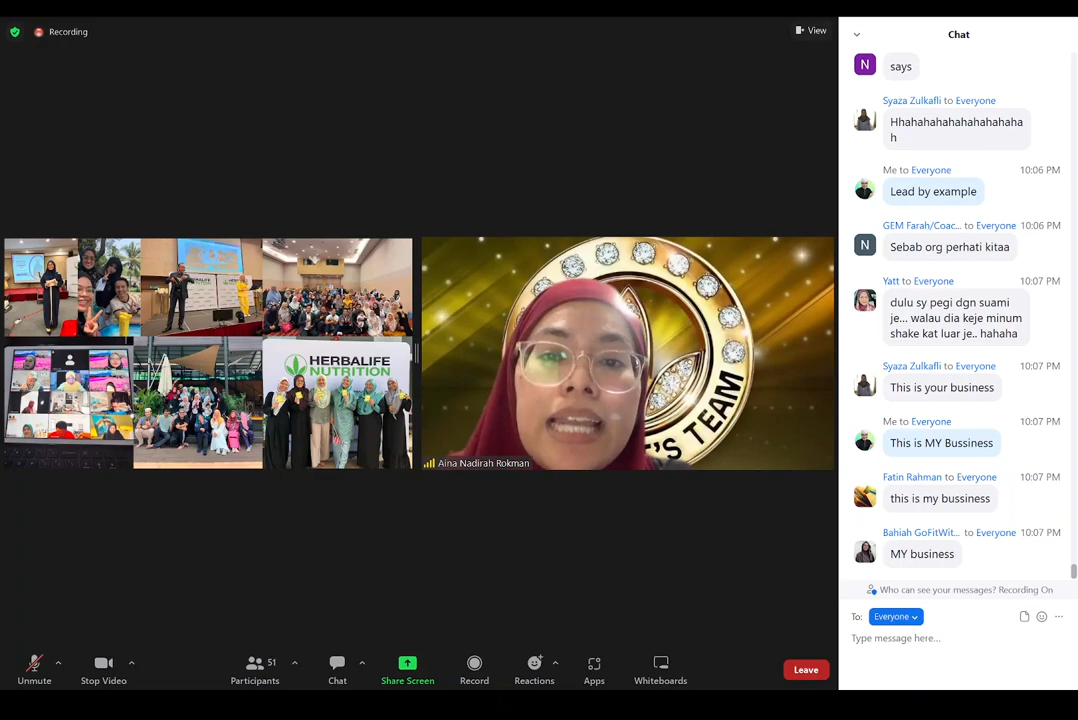 Recording
View
HERBALIFE
NUTRITION
'S TEAM
Aina Nadirah Rokman
Chat
N
says
Syaza Zulkafli to Everyone
Hhahahahahahahahaha
h
Me to Everyone 10:06 PM
Lead by example
GEM Farah/Coac... to Everyone 10:06 PM
N
Sebab org perhati kitaa
Yatt to Everyone 10:07 PM
dulu sy pegi dgn suami
je... walau dia keje minum
shake kat luar je.. hahaha
Syaza Zulkafli to Everyone 10:07 PM
This is your business
Me to Everyone 10:07 PM
This is MY Bussiness
Fatin Rahman to Everyone 10:07 PM
this is my bussiness
Bahiah GoFitWit... to Everyone 10:07 PM
MY business
Who can see your messages? Recording On
To: Everyone
Type message here...
Unmute
Stop Video
51
Participants
Chat
Share Screen
Record
Reactions
Apps
Whiteboards
Leave